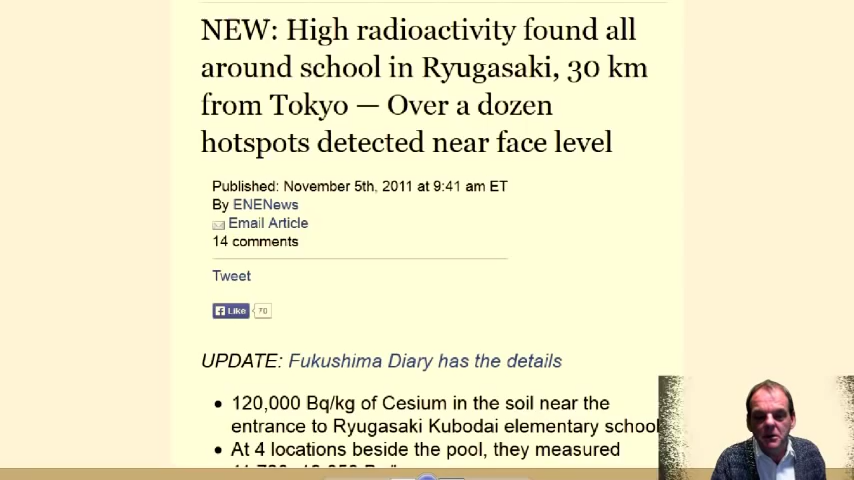 NEW: High radioactivity found all
around school in Ryugasaki, 30 km
from Tokyo — Over a dozen
hotspots detected near face level
Published: November 5th, 2011 at 9:41 am ET
By ENENews
Email Article
14 comments
Tweet
Like 70
UPDATE: Fukushima Diary has the details
• 120,000 Bq/kg of Cesium in the soil near the
entrance to Ryugasaki Kubodai elementary school
• At 4 locations beside the pool, they measured